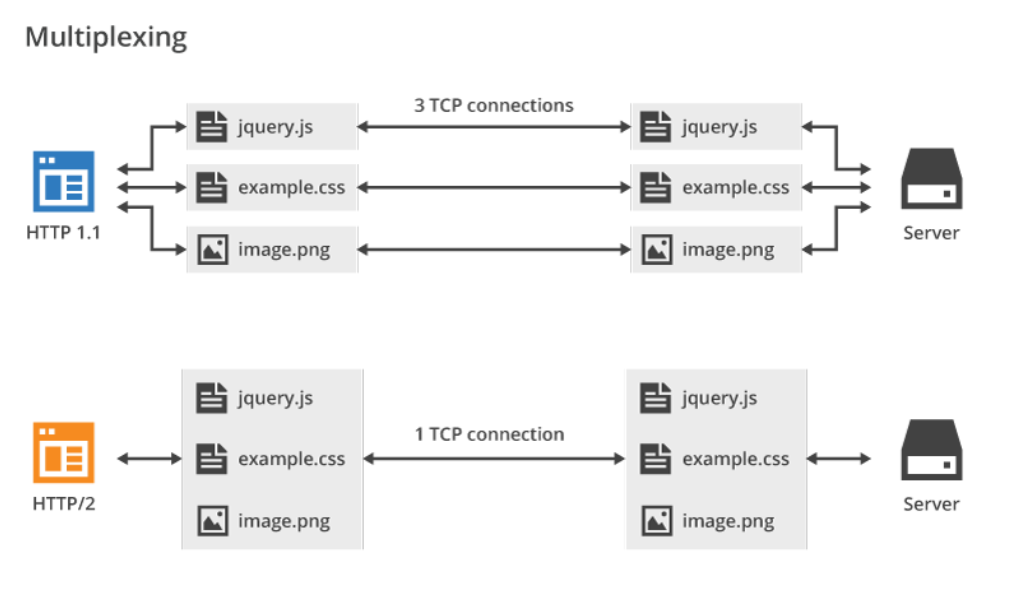 Multiplexing
3 TCP connections
jquery.js
jquery.js
example.css
example.css
HTTP 1.1
Server
image.png
image.png
jquery.js
jquery.js
1 TCP connection
example.css
example.css
HTTP/2
Server
image.png
image.png